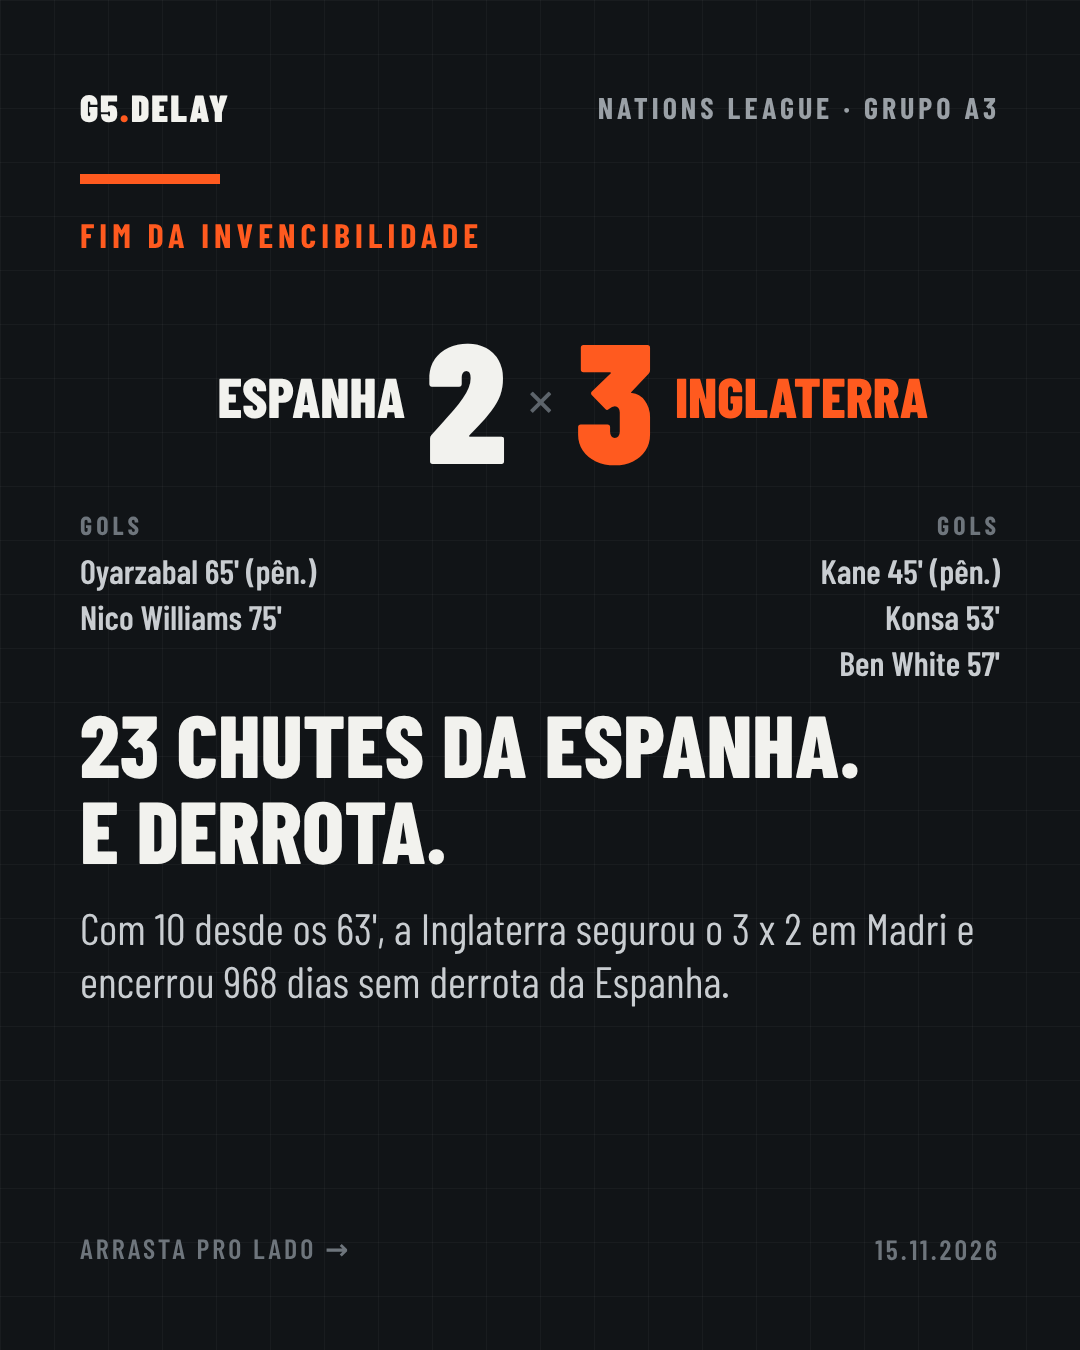 G5.DELAY
NATIONS LEAGUE · GRUPO A3
FIM DA INVENCIBILIDADE
ESPANHA 2 × 3 INGLATERRA
GOLS
Oyarzabal 65' (pên.)
Nico Williams 75'
GOLS
Kane 45' (pên.)
Konsa 53'
Ben White 57'
23 CHUTES DA ESPANHA.
E DERROTA.
Com 10 desde os 63', a Inglaterra segurou o 3 x 2 em Madri e
encerrou 968 dias sem derrota da Espanha.
ARRASTA PRO LADO →
15.11.2026